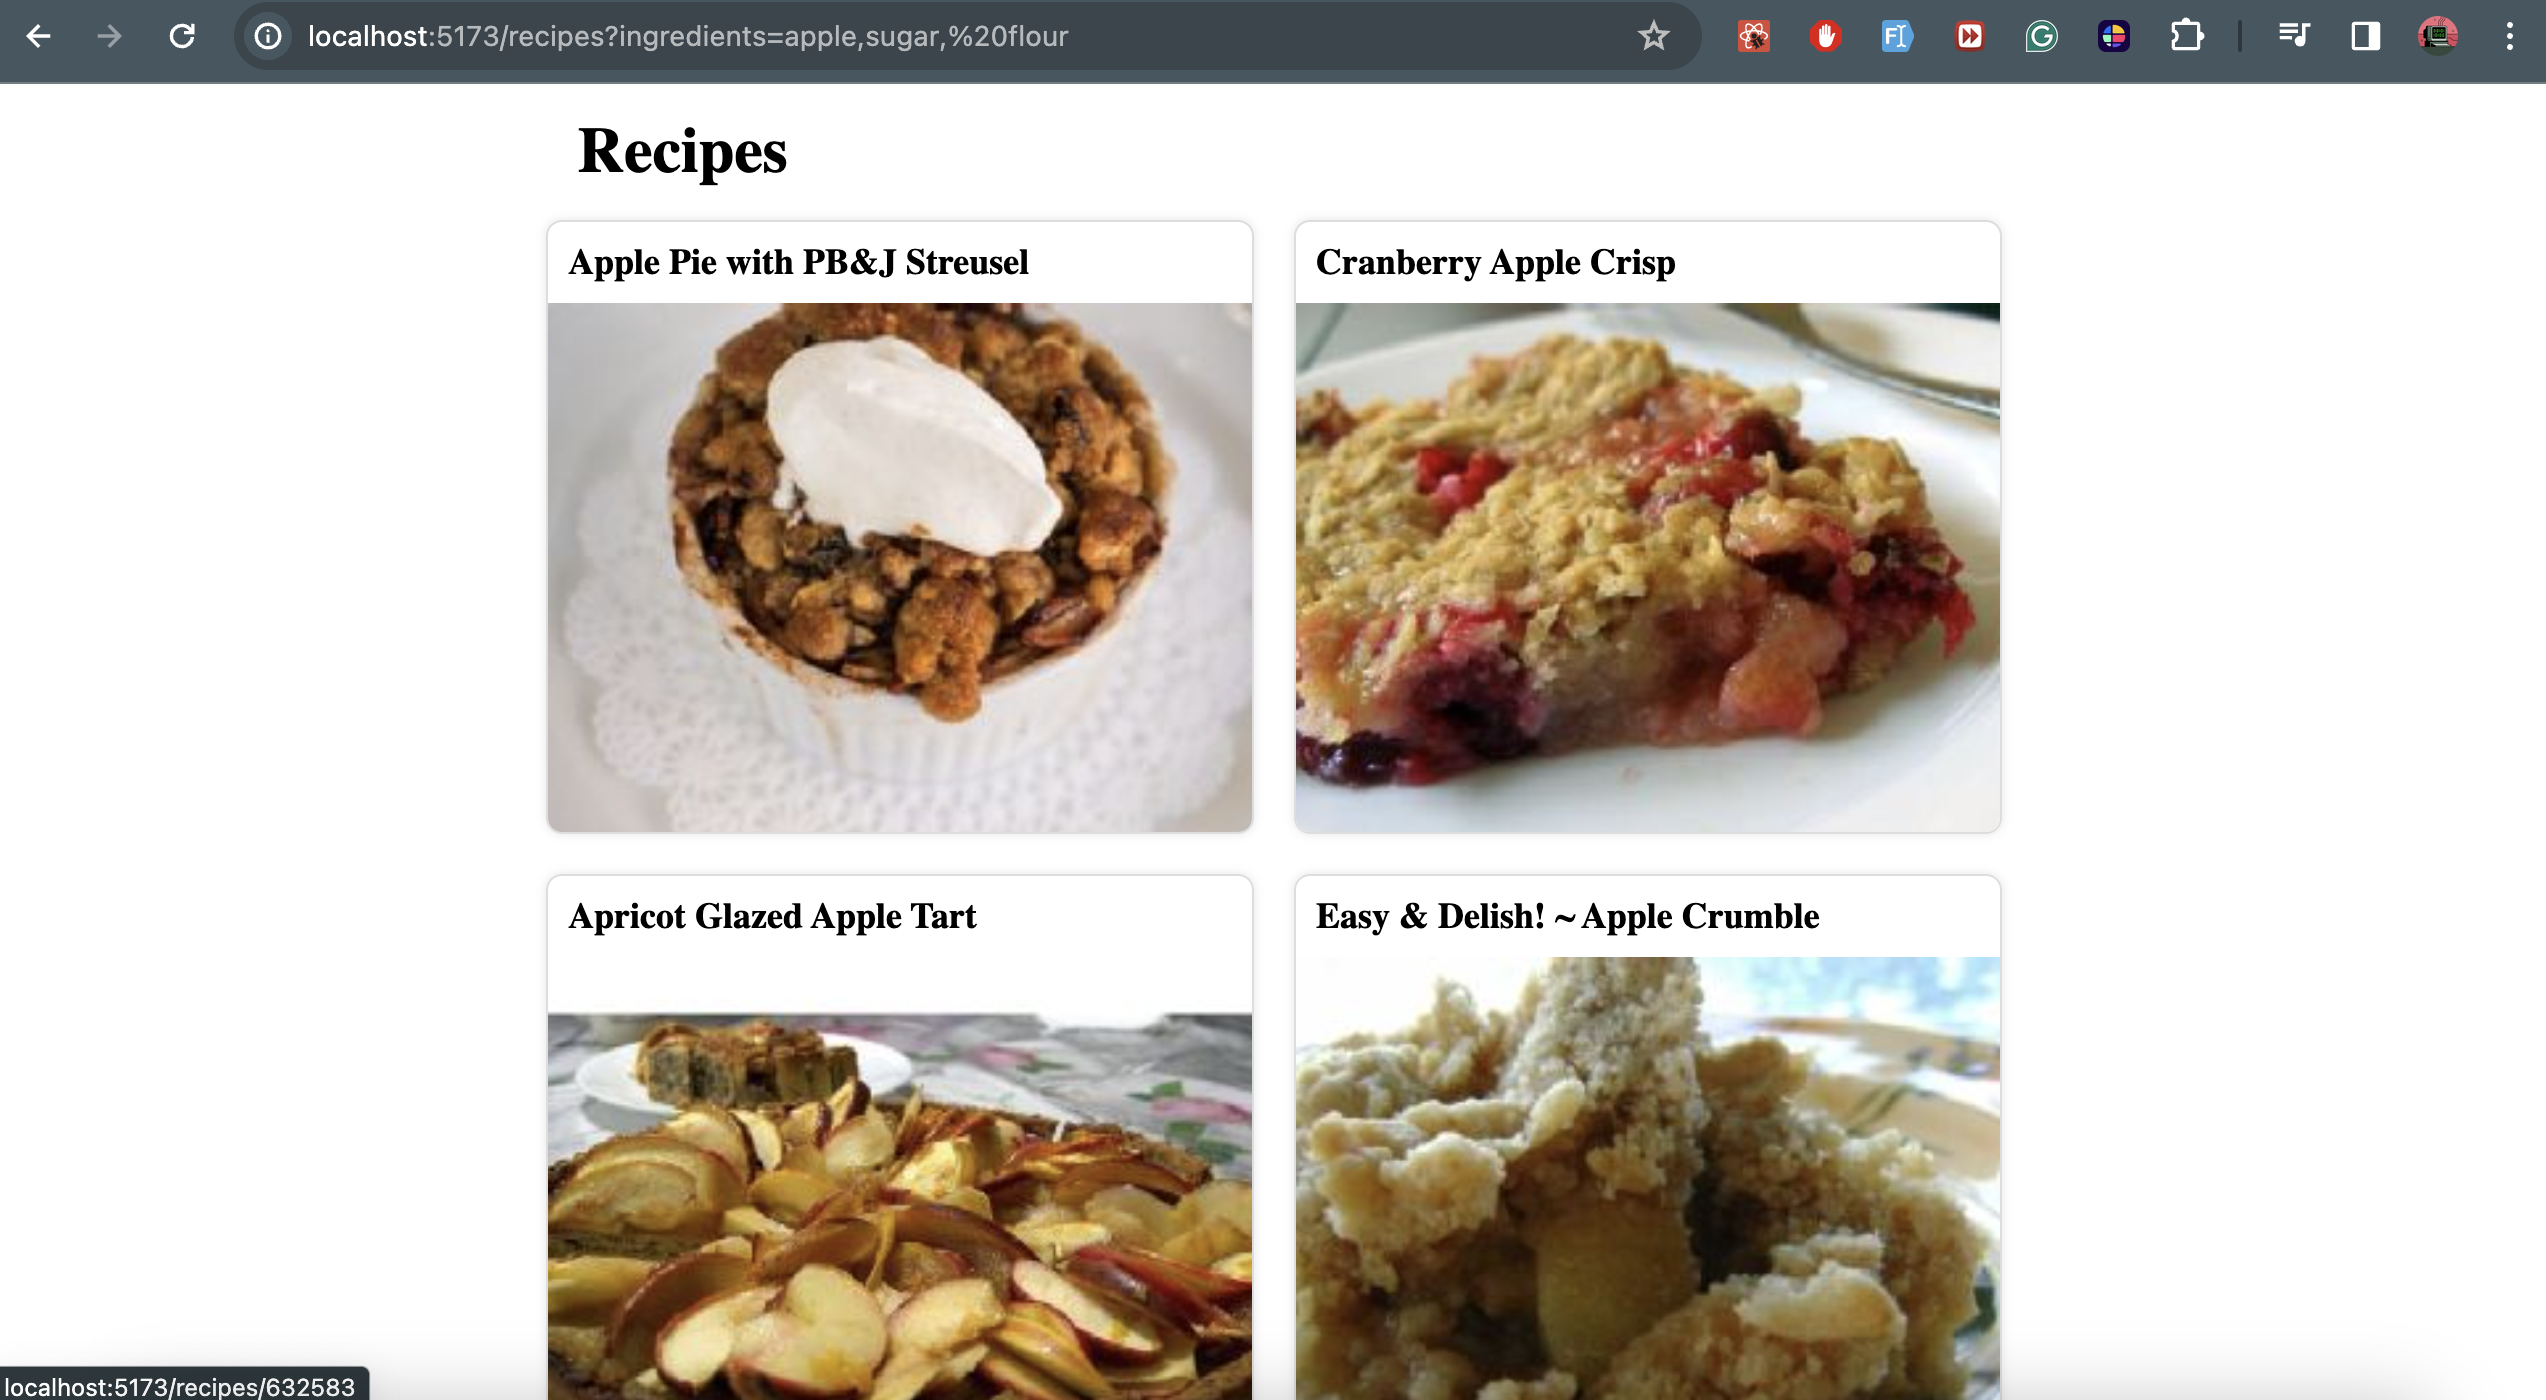 localhost:5173/recipes?ingredients=apple,sugar,%20flour
Recipes
Apple Pie with PB&J Streusel
Cranberry Apple Crisp
Apricot Glazed Apple Tart
Easy & Delish! ~ Apple Crumble
localhost:5173/recipes/632583